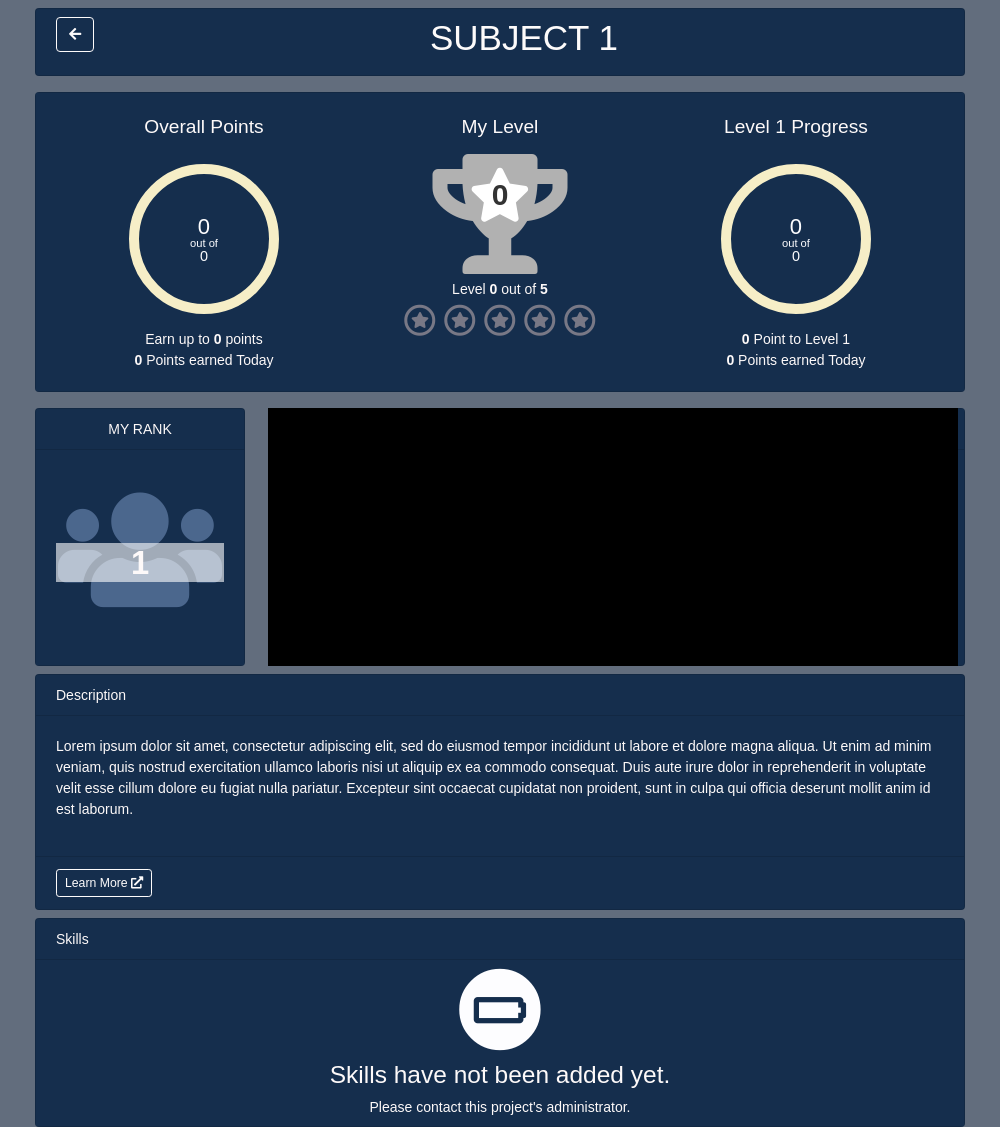 SUBJECT 1
Overall Points
0
out of
0
Earn up to 0 points
0 Points earned Today
My Level
0
Level 0 out of 5
Level 1 Progress
0
out of
0
0 Point to Level 1
0 Points earned Today
MY RANK
1
Description
Lorem ipsum dolor sit amet, consectetur adipiscing elit, sed do eiusmod tempor incididunt ut labore et dolore magna aliqua. Ut enim ad minim
veniam, quis nostrud exercitation ullamco laboris nisi ut aliquip ex ea commodo consequat. Duis aute irure dolor in reprehenderit in voluptate
velit esse cillum dolore eu fugiat nulla pariatur. Excepteur sint occaecat cupidatat non proident, sunt in culpa qui officia deserunt mollit anim id
est laborum.
Learn More
Skills
Skills have not been added yet.
Please contact this project's administrator.